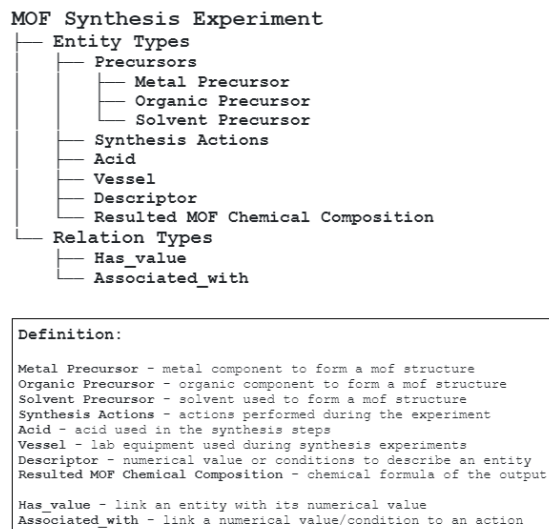 MOF Synthesis Experiment
Entity Types
Precursors
Metal Precursor
Organic Precursor
Solvent Precursor
Synthesis Actions
Acid
Vessel
Descriptor
Resulted MOF Chemical Composition
Relation Types
Has_value
Associated_with
Definition:
Metal Precursor - metal component to form a mof structure
Organic Precursor - organic component to form a mof structure
Solvent Precursor - solvent used to form a mof structure
Synthesis Actions - actions performed during the experiment
Acid - acid used in the synthesis steps
Vessel - lab equipment used during synthesis experiments
Descriptor - numerical value or conditions to describe an entity
Resulted MOF Chemical Composition - chemical formula of the output
Has_value - link an entity with its numerical value
Associated_with - link a numerical value/condition to an action